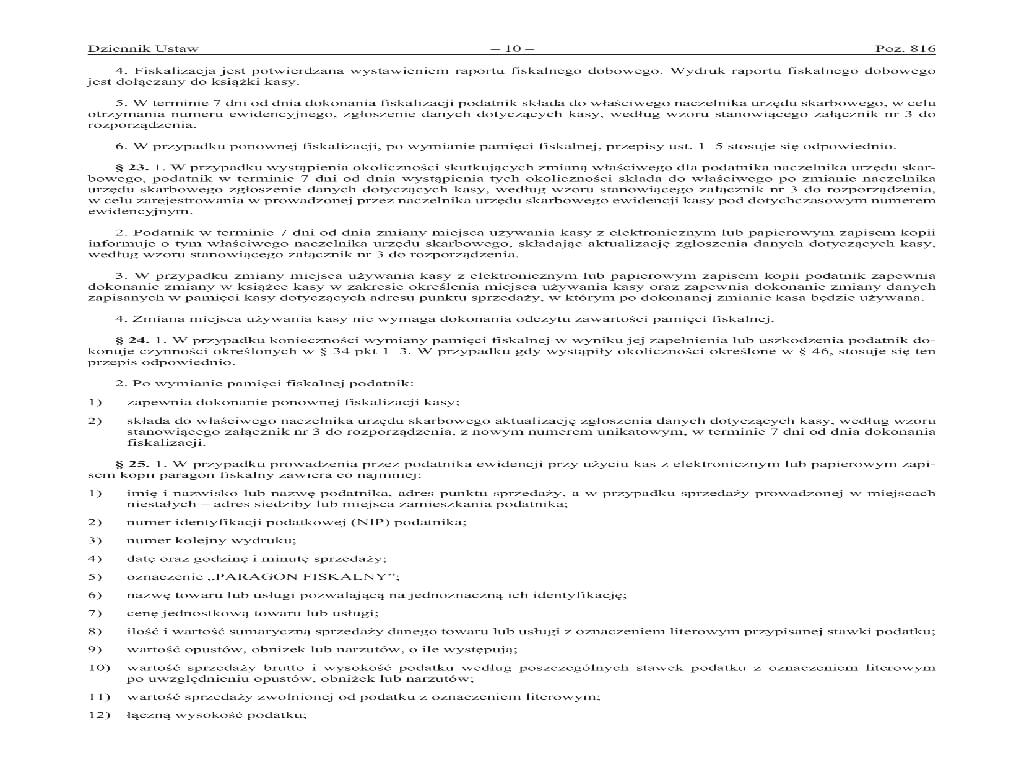 Dziennik Ustaw – 10 – Poz. 816
4. Fiskalizacja jest potwierdzana wystawieniem raportu fiskalnego dobowego. Wydruk raportu fiskalnego dobowego
jest dołączany do książki kasy.
5. W terminie 7 dni od dnia dokonania fiskalizacji podatnik składa do właściwego naczelnika urzędu skarbowego, w celu
otrzymania numeru ewidencyjnego, zgłoszenie danych dotyczących kasy, według wzoru stanowiącego załącznik nr 3 do
rozporządzenia.
6. W przypadku ponownej fiskalizacji, po wymianie pamięci fiskalnej, przepisy ust. 1–5 stosuje się odpowiednio.
§ 23. 1. W przypadku wystąpienia okoliczności skutkujących zmianą właściwego dla podatnika naczelnika urzędu skar-
bowego, podatnik w terminie 7 dni od dnia wystąpienia tych okoliczności składa do właściwego po zmianie naczelnika
urzędu skarbowego zgłoszenie danych dotyczących kasy, według wzoru stanowiącego załącznik nr 3 do rozporządzenia,
w celu zarejestrowania w prowadzonej przez naczelnika urzędu skarbowego ewidencji kasy pod dotychczasowym numerem
ewidencyjnym.
2. Podatnik w terminie 7 dni od dnia zmiany miejsca używania kasy z elektronicznym lub papierowym zapisem kopii
informuje o tym właściwego naczelnika urzędu skarbowego, składając aktualizację zgłoszenia danych dotyczących kasy,
według wzoru stanowiącego załącznik nr 3 do rozporządzenia.
3. W przypadku zmiany miejsca używania kasy z elektronicznym lub papierowym zapisem kopii podatnik zapewnia
dokonanie zmiany w książce kasy w zakresie określenia miejsca używania kasy oraz zapewnia dokonanie zmiany danych
zapisanych w pamięci kasy dotyczących adresu punktu sprzedaży, w którym po dokonanej zmianie kasa będzie używana.
4. Zmiana miejsca używania kasy nie wymaga dokonania odczytu zawartości pamięci fiskalnej.
§ 24. 1. W przypadku konieczności wymiany pamięci fiskalnej w wyniku jej zapełnienia lub uszkodzenia podatnik do-
konuje czynności określonych w § 34 pkt 1–3. W przypadku gdy wystąpiły okoliczności określone w § 46, stosuje się ten
przepis odpowiednio.
2. Po wymianie pamięci fiskalnej podatnik:
1) zapewnia dokonanie ponownej fiskalizacji kasy;
2) składa do właściwego naczelnika urzędu skarbowego aktualizację zgłoszenia danych dotyczących kasy, według wzoru
stanowiącego załącznik nr 3 do rozporządzenia, z nowym numerem unikatowym, w terminie 7 dni od dnia dokonania
fiskalizacji.
§ 25. 1. W przypadku prowadzenia przez podatnika ewidencji przy użyciu kas z elektronicznym lub papierowym zapi-
sem kopii paragon fiskalny zawiera co najmniej:
1) imię i nazwisko lub nazwę podatnika, adres punktu sprzedaży, a w przypadku sprzedaży prowadzonej w miejscach
niestałych – adres siedziby lub miejsca zamieszkania podatnika;
2) numer identyfikacji podatkowej (NIP) podatnika;
3) numer kolejny wydruku;
4) datę oraz godzinę i minutę sprzedaży;
5) oznaczenie „PARAGON FISKALNY”;
6) nazwę towaru lub usługi pozwalającą na jednoznaczną ich identyfikację;
7) cenę jednostkową towaru lub usługi;
8) ilość i wartość sumaryczną sprzedaży danego towaru lub usługi z oznaczeniem literowym przypisanej stawki podatku;
9) wartość opustów, obniżek lub narzutów, o ile występują;
10) wartość sprzedaży brutto i wysokość podatku według poszczególnych stawek podatku z oznaczeniem literowym
po uwzględnieniu opustów, obniżek lub narzutów;
11) wartość sprzedaży zwolnionej od podatku z oznaczeniem literowym;
12) łączną wysokość podatku;